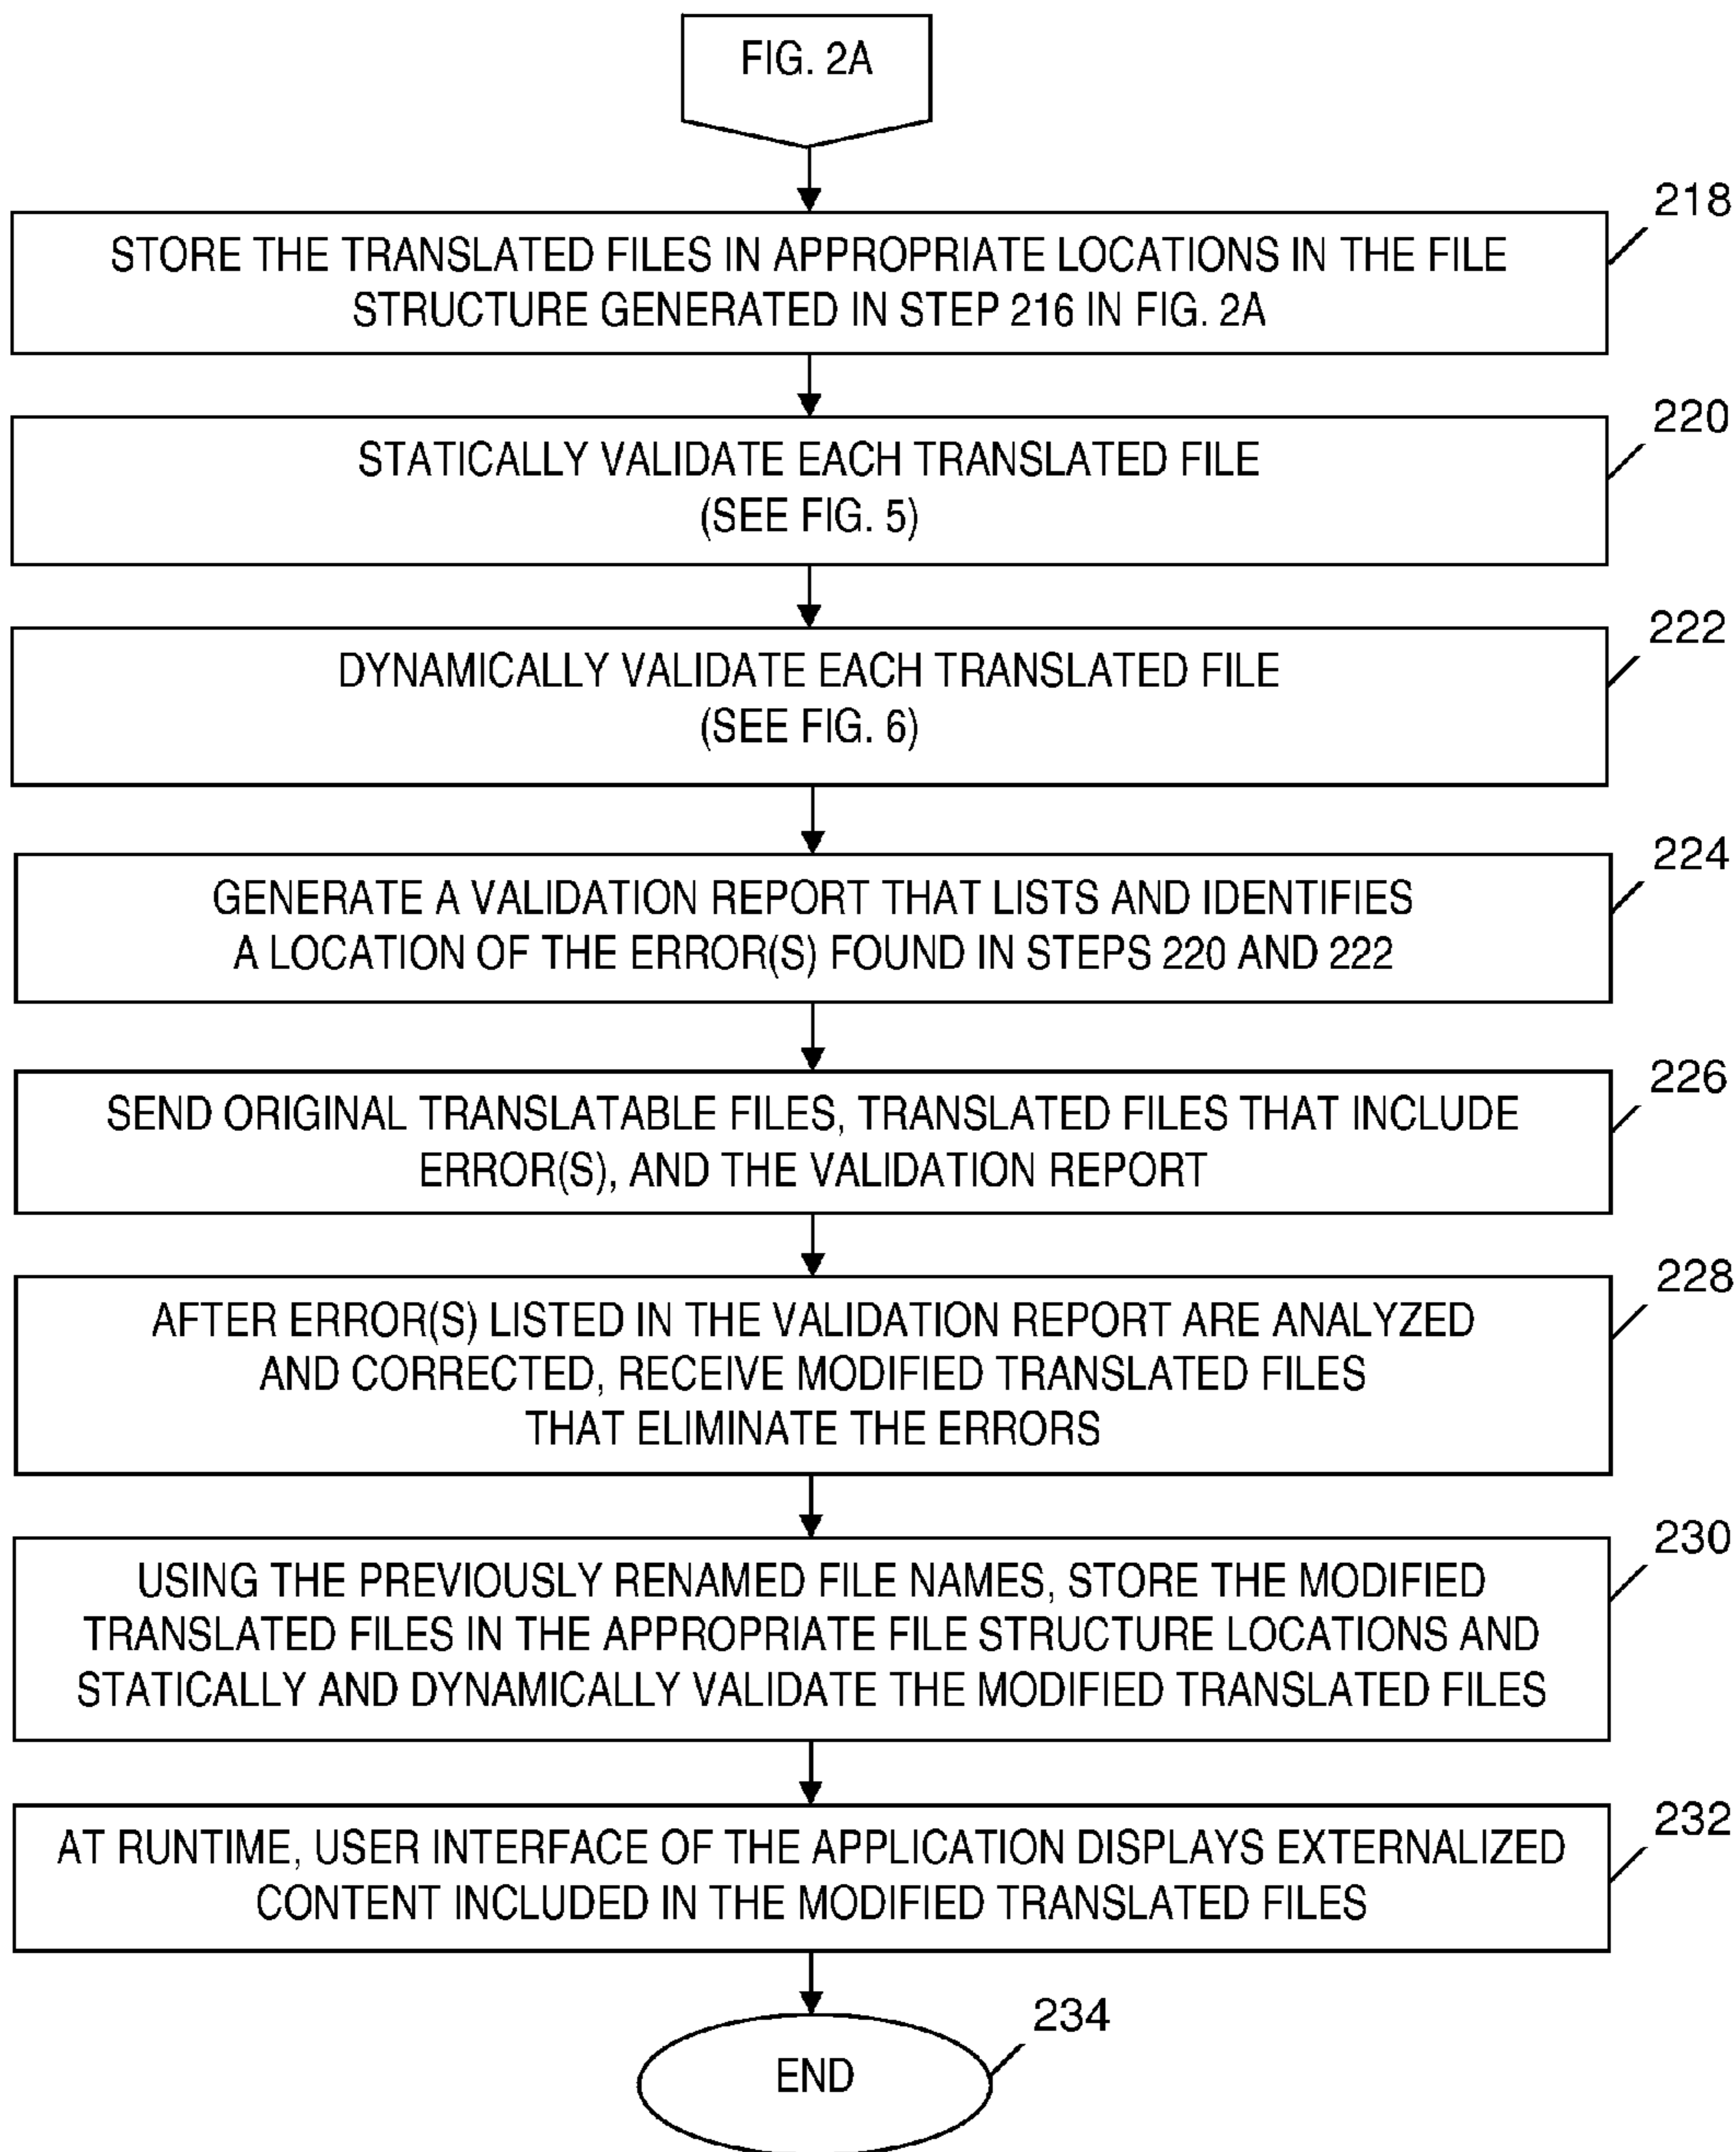 FIG. 2A
218
STORE THE TRANSLATED FILES IN APPROPRIATE LOCATIONS IN THE FILE
STRUCTURE GENERATED IN STEP 216 IN FIG. 2A
220
STATICALLY VALIDATE EACH TRANSLATED FILE
(SEE FIG. 5)
222
DYNAMICALLY VALIDATE EACH TRANSLATED FILE
(SEE FIG. 6)
224
GENERATE A VALIDATION REPORT THAT LISTS AND IDENTIFIES
A LOCATION OF THE ERROR(S) FOUND IN STEPS 220 AND 222
226
SEND ORIGINAL TRANSLATABLE FILES, TRANSLATED FILES THAT INCLUDE
ERROR(S), AND THE VALIDATION REPORT
228
AFTER ERROR(S) LISTED IN THE VALIDATION REPORT ARE ANALYZED
AND CORRECTED, RECEIVE MODIFIED TRANSLATED FILES
THAT ELIMINATE THE ERRORS
230
USING THE PREVIOUSLY RENAMED FILE NAMES, STORE THE MODIFIED
TRANSLATED FILES IN THE APPROPRIATE FILE STRUCTURE LOCATIONS AND
STATICALLY AND DYNAMICALLY VALIDATE THE MODIFIED TRANSLATED FILES
232
AT RUNTIME, USER INTERFACE OF THE APPLICATION DISPLAYS EXTERNALIZED
CONTENT INCLUDED IN THE MODIFIED TRANSLATED FILES
234
END